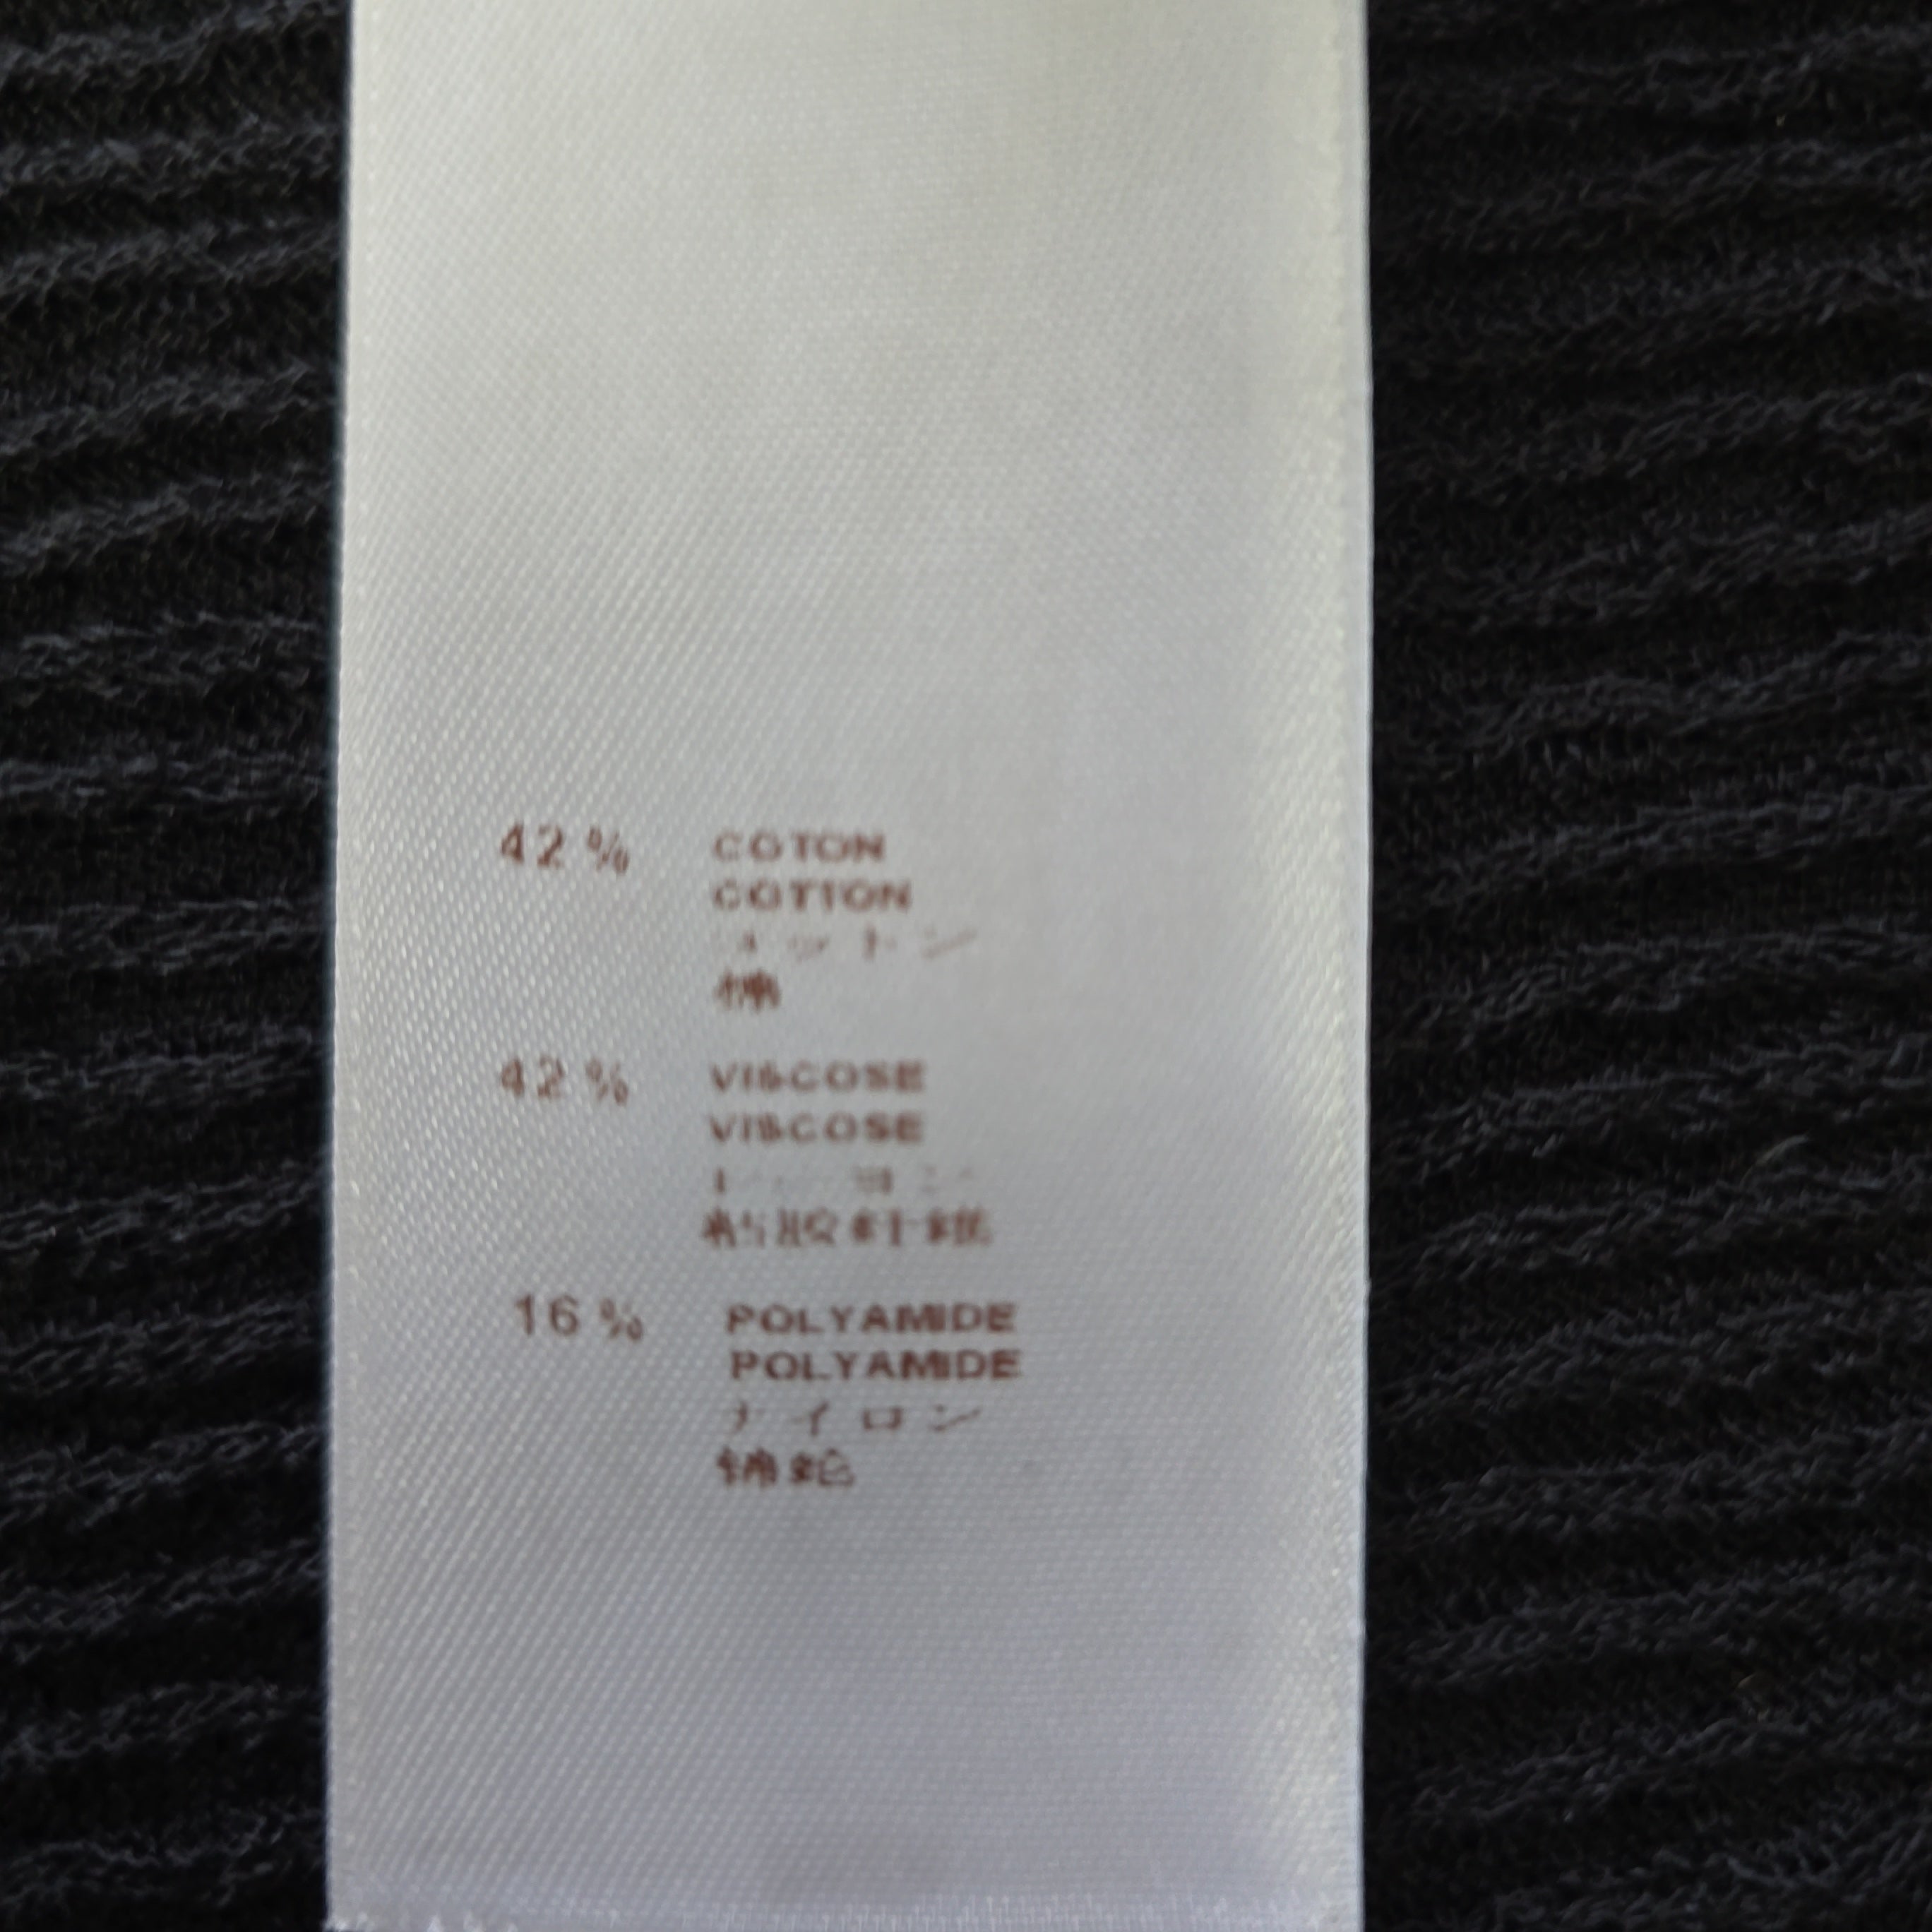 42 % COTON
COTTON
コットン
棉
42 % VISCOSE
VISCOSE
レーヨン
粘胶纤维
16 % POLYAMIDE
POLYAMIDE
ナイロン
锦纶